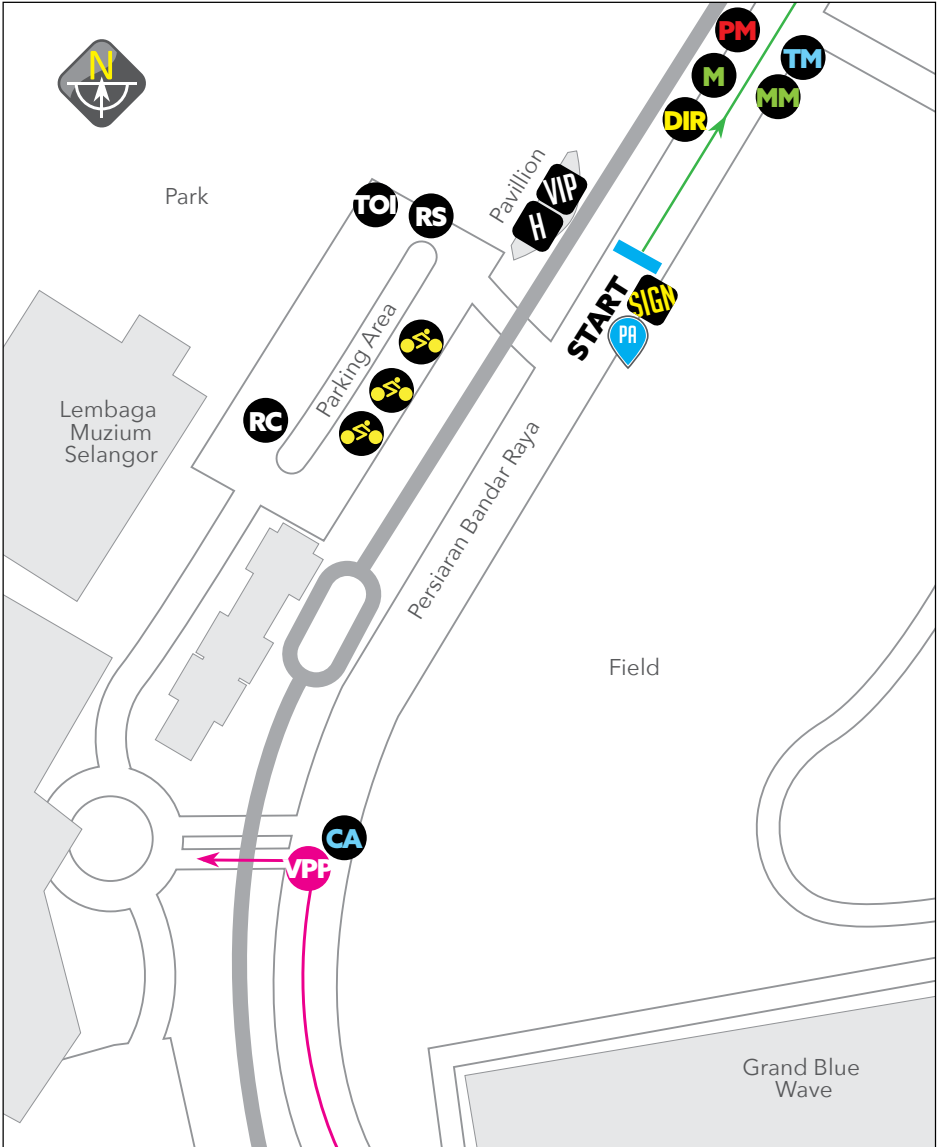 N
PM
TM
M
MM
DIR
Pavillion
VIP
H
Park
TOI
RS
START
SIGN
PA
Parking Area
RC
Lembaga
Muzium
Selangor
Persiaran Bandar Raya
Field
CA
VPP
Grand Blue
Wave